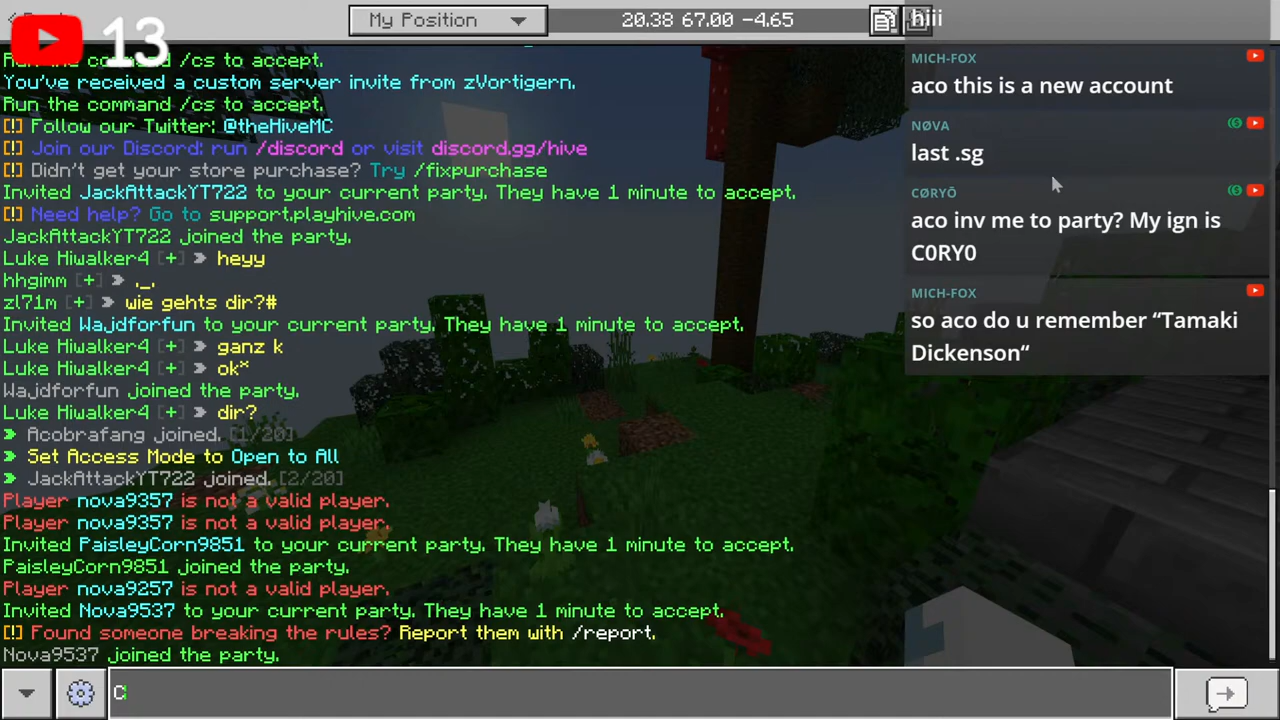 13
My Position
20.38 67.00 -4.65
Run the command /cs to accept.
You've received a custom server invite from zVortigern.
Run the command /cs to accept.
[!] Follow our Twitter: @theHiveMC
[!] Join our Discord: run /discord or visit discord.gg/hive
[!] Didn't get your store purchase? Try /fixpurchase
Invited JackAttackYT722 to your current party. They have 1 minute to accept.
[!] Need help? Go to support.playhive.com
JackAttackYT722 joined the party.
Luke Hiwalker4 [+] » heyy
hhgimm [+] » ._.
zl71m [+] » wie gehts dir?#
Invited Wajdforfun to your current party. They have 1 minute to accept.
Luke Hiwalker4 [+] » ganz k
Luke Hiwalker4 [+] » ok*
Wajdforfun joined the party.
Luke Hiwalker4 [+] » dir?
» Acobrafang joined. [1/20]
» Set Access Mode to Open to All
» JackAttackYT722 joined. [2/20]
Player nova9357 is not a valid player.
Player nova9357 is not a valid player.
Invited PaisleyCorn9851 to your current party. They have 1 minute to accept.
PaisleyCorn9851 joined the party.
Player nova9257 is not a valid player.
Invited Nova9537 to your current party. They have 1 minute to accept.
[!] Found someone breaking the rules? Report them with /report.
Nova9537 joined the party.
C
hiii
MICH-FOX
aco this is a new account
NØVA
last .sg
CØRYŌ
aco inv me to party? My ign is
C0RY0
MICH-FOX
so aco do u remember “Tamaki
Dickenson“